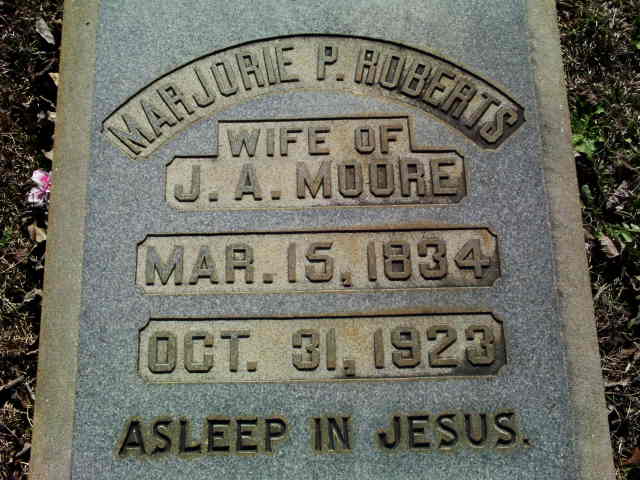 MARJORIE P. ROBERTS
WIFE OF
J. A. MOORE
MAR. 15, 1834
OCT. 31, 1923
ASLEEP IN JESUS.